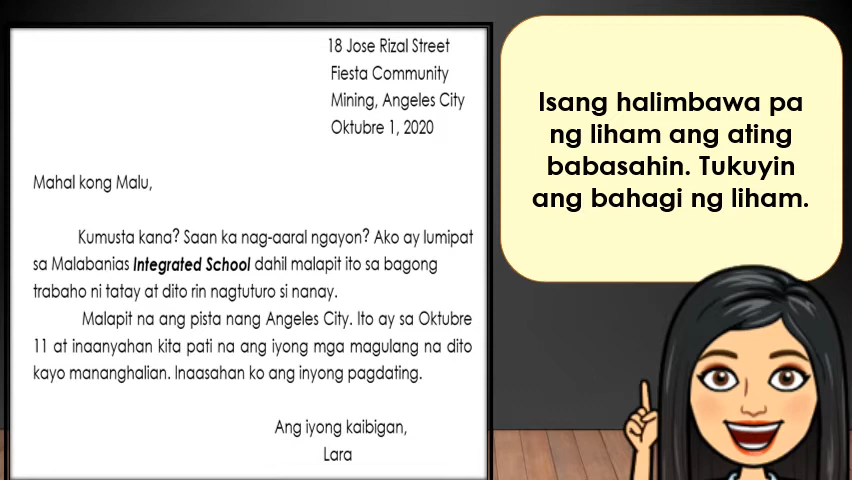 18 Jose Rizal Street
Fiesta Community
Mining, Angeles City
Oktubre 1, 2020
Mahal kong Malu,
Kumusta kana? Saan ka nag-aaral ngayon? Ako ay lumipat
sa Malabanias Integrated School dahil malapit ito sa bagong
trabaho ni tatay at dito rin nagtuturo si nanay.
Malapit na ang pista nang Angeles City. Ito ay sa Oktubre
11 at inaanyahan kita pati na ang iyong mga magulang na dito
kayo mananghalian. Inaasahan ko ang inyong pagdating.
Ang iyong kaibigan,
Lara
Isang halimbawa pa
ng liham ang ating
babasahin. Tukuyin
ang bahagi ng liham.